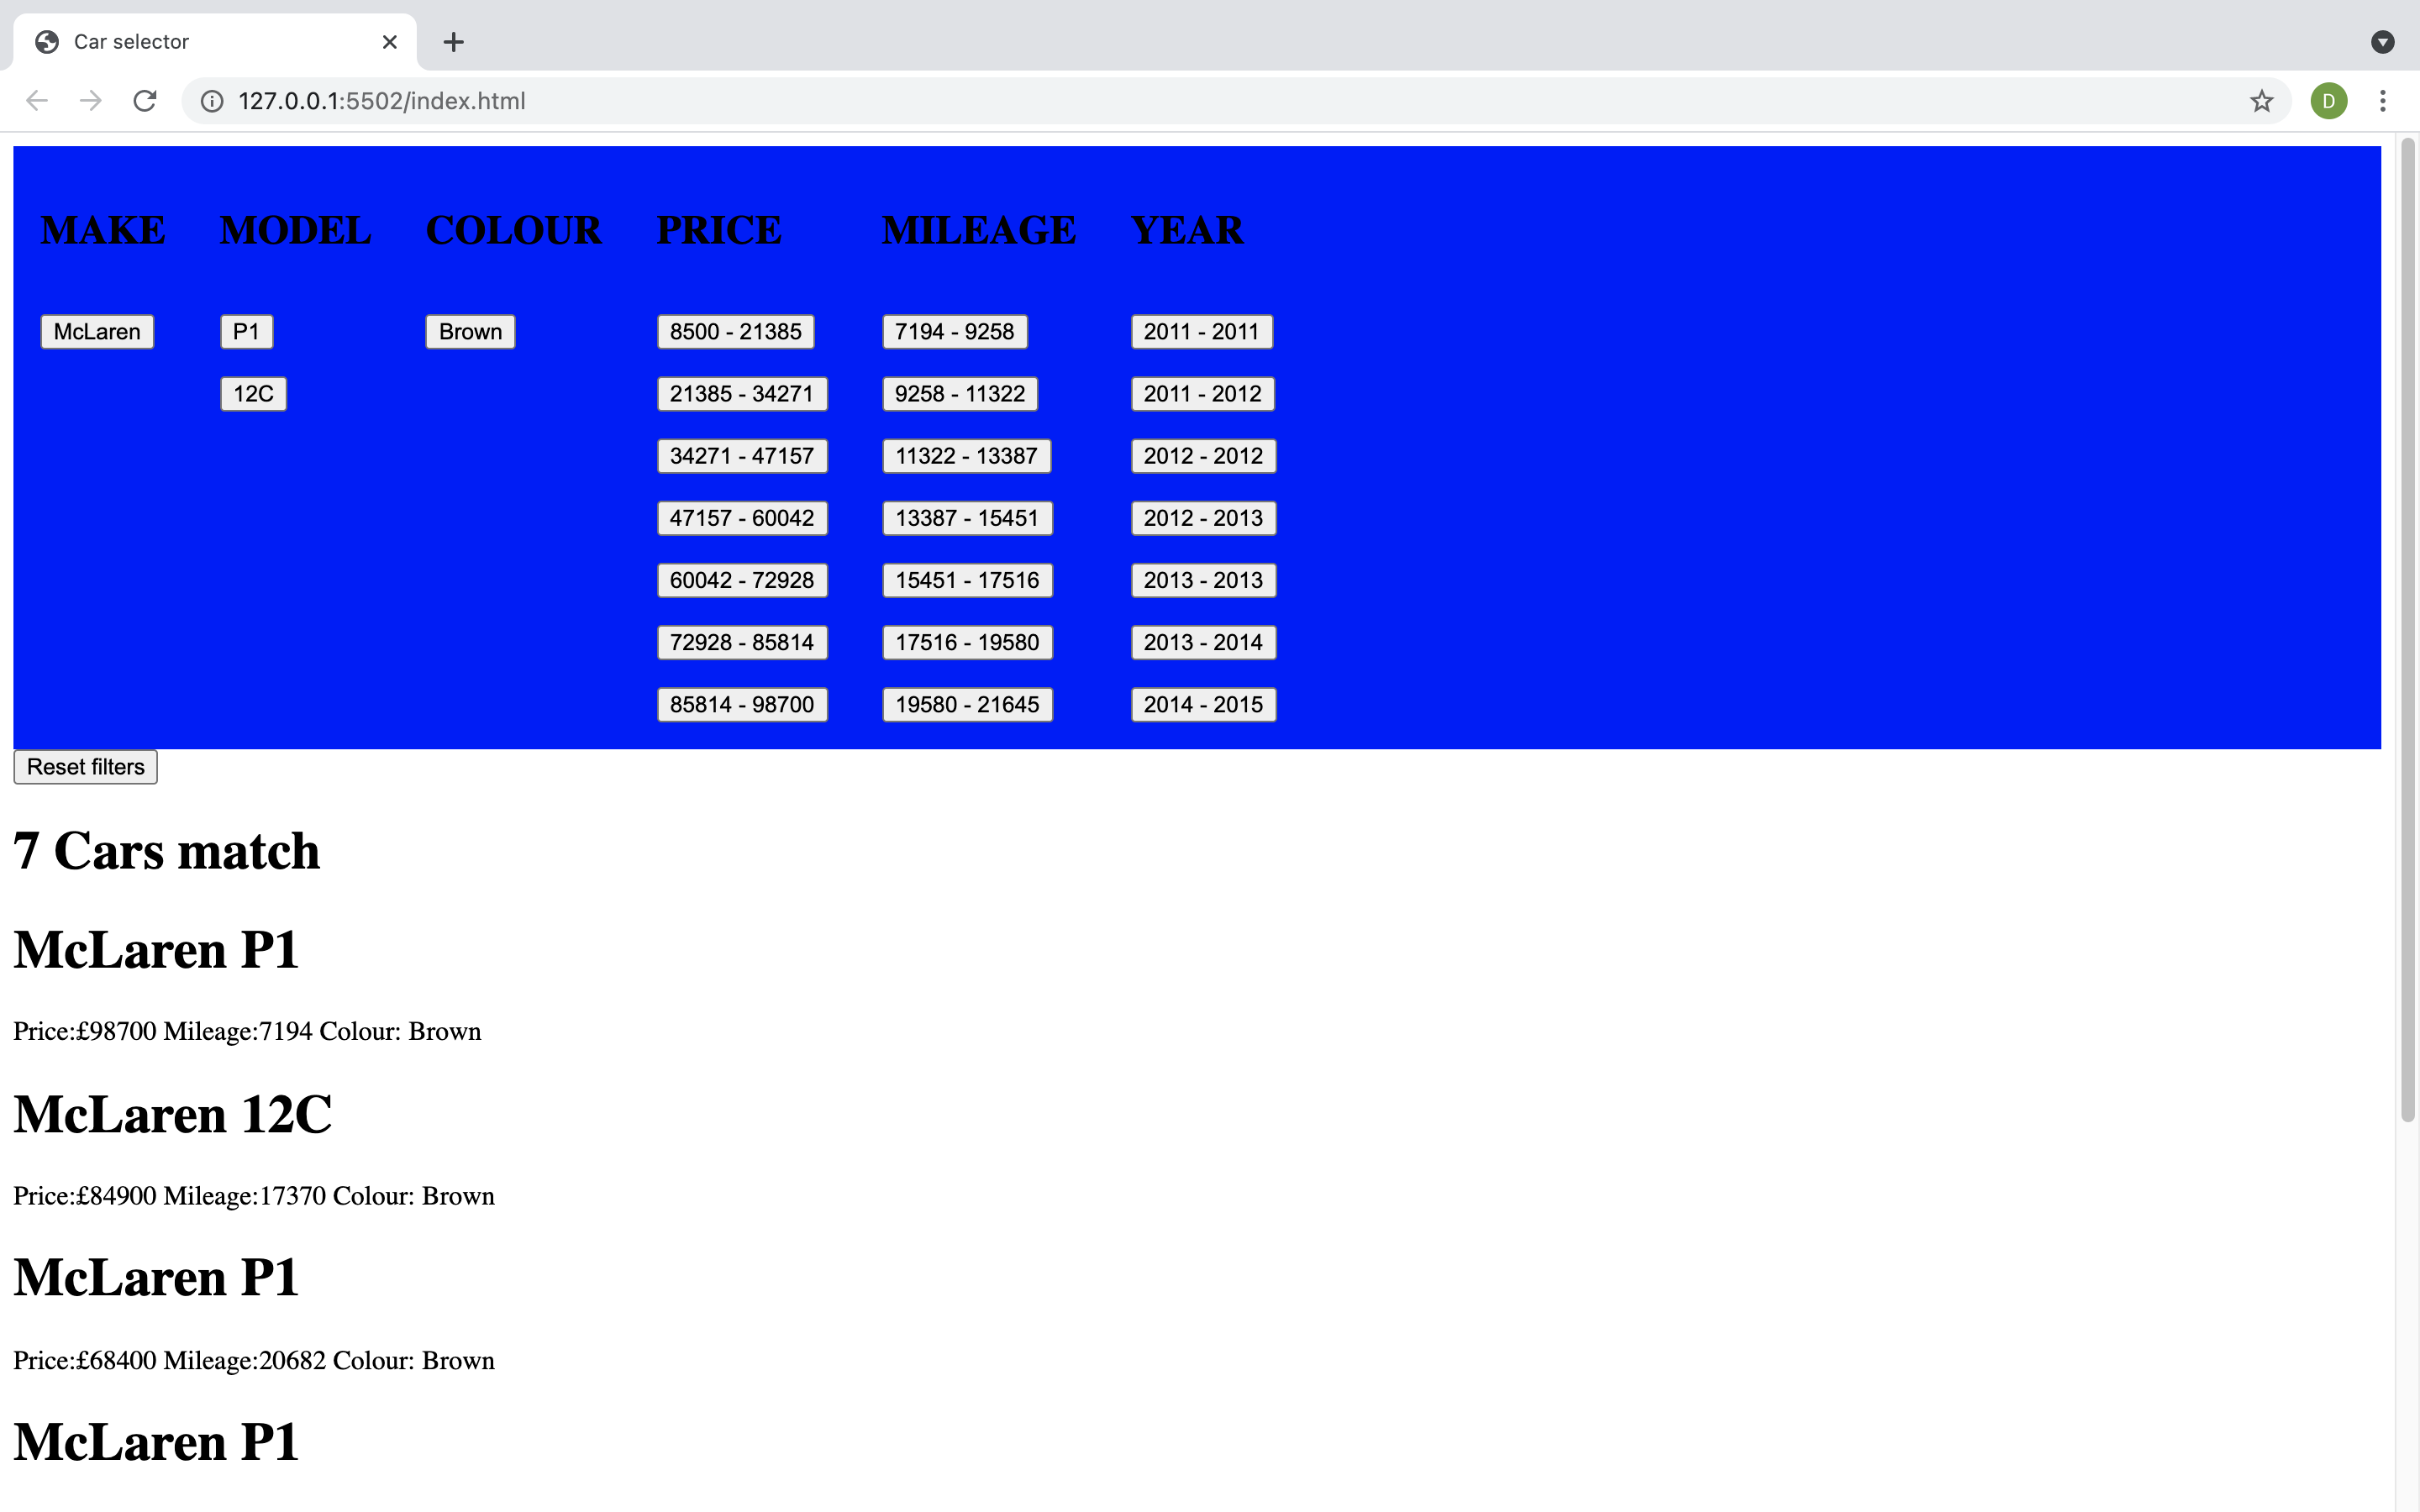 Car selector
127.0.0.1:5502/index.html
D
MAKE MODEL COLOUR PRICE MILEAGE YEAR
McLaren P1 Brown 8500 - 21385 7194 - 9258 2011 - 2011
12C 21385 - 34271 9258 - 11322 2011 - 2012
34271 - 47157 11322 - 13387 2012 - 2012
47157 - 60042 13387 - 15451 2012 - 2013
60042 - 72928 15451 - 17516 2013 - 2013
72928 - 85814 17516 - 19580 2013 - 2014
85814 - 98700 19580 - 21645 2014 - 2015
Reset filters
7 Cars match
McLaren P1
Price:£98700 Mileage:7194 Colour: Brown
McLaren 12C
Price:£84900 Mileage:17370 Colour: Brown
McLaren P1
Price:£68400 Mileage:20682 Colour: Brown
McLaren P1